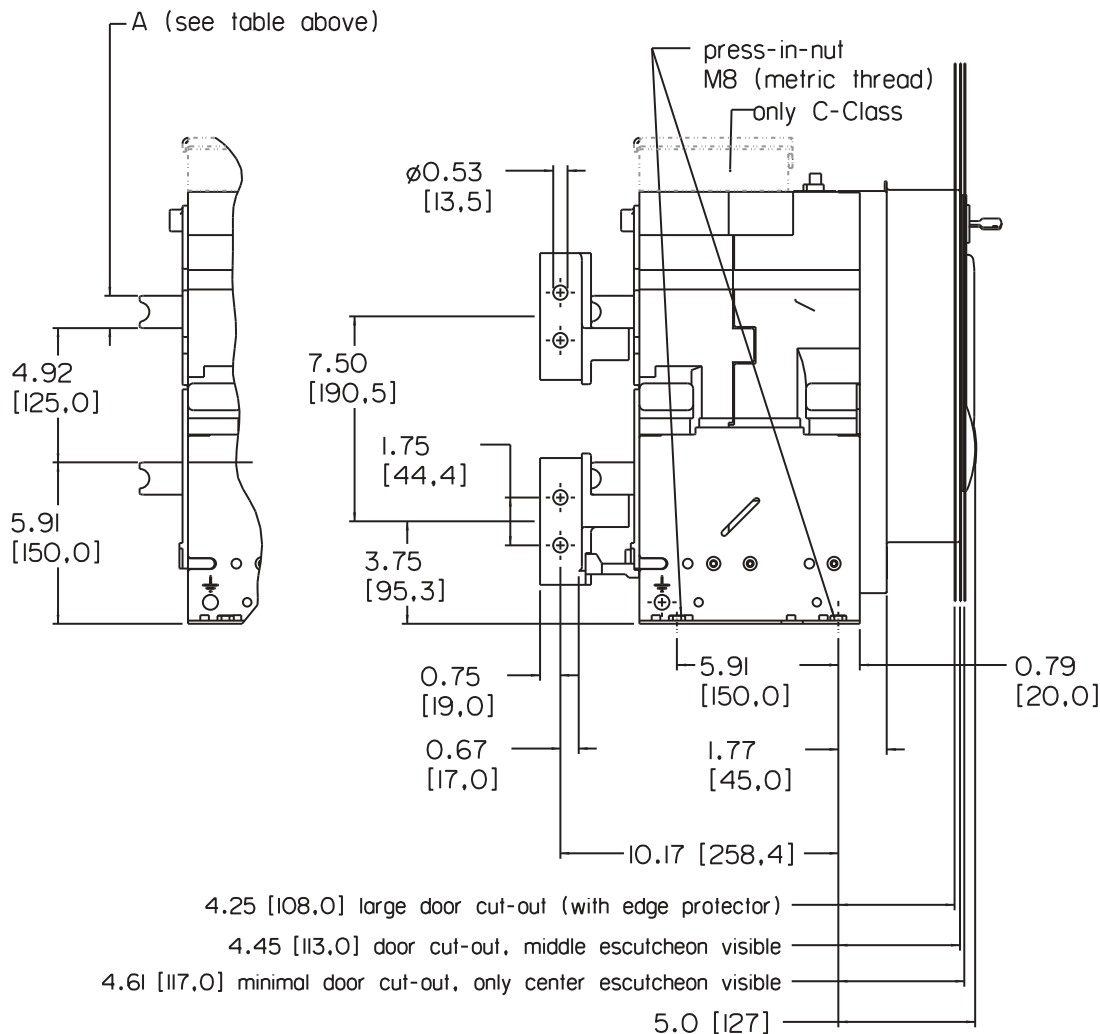 A (see table above)
press-in-nut
M8 (metric thread)
only C-Class
ø0.53
[13,5]
4.92
[125,0]
7.50
[190,5]
1.75
[44,4]
5.91
[150,0]
3.75
[95,3]
0.75
[19,0]
5.91
[150,0]
0.79
[20,0]
0.67
[17,0]
1.77
[45,0]
10.17 [258,4]
4.25 [108,0] large door cut-out (with edge protector)
4.45 [113,0] door cut-out, middle escutcheon visible
4.61 [117,0] minimal door cut-out, only center escutcheon visible
5.0 [127]